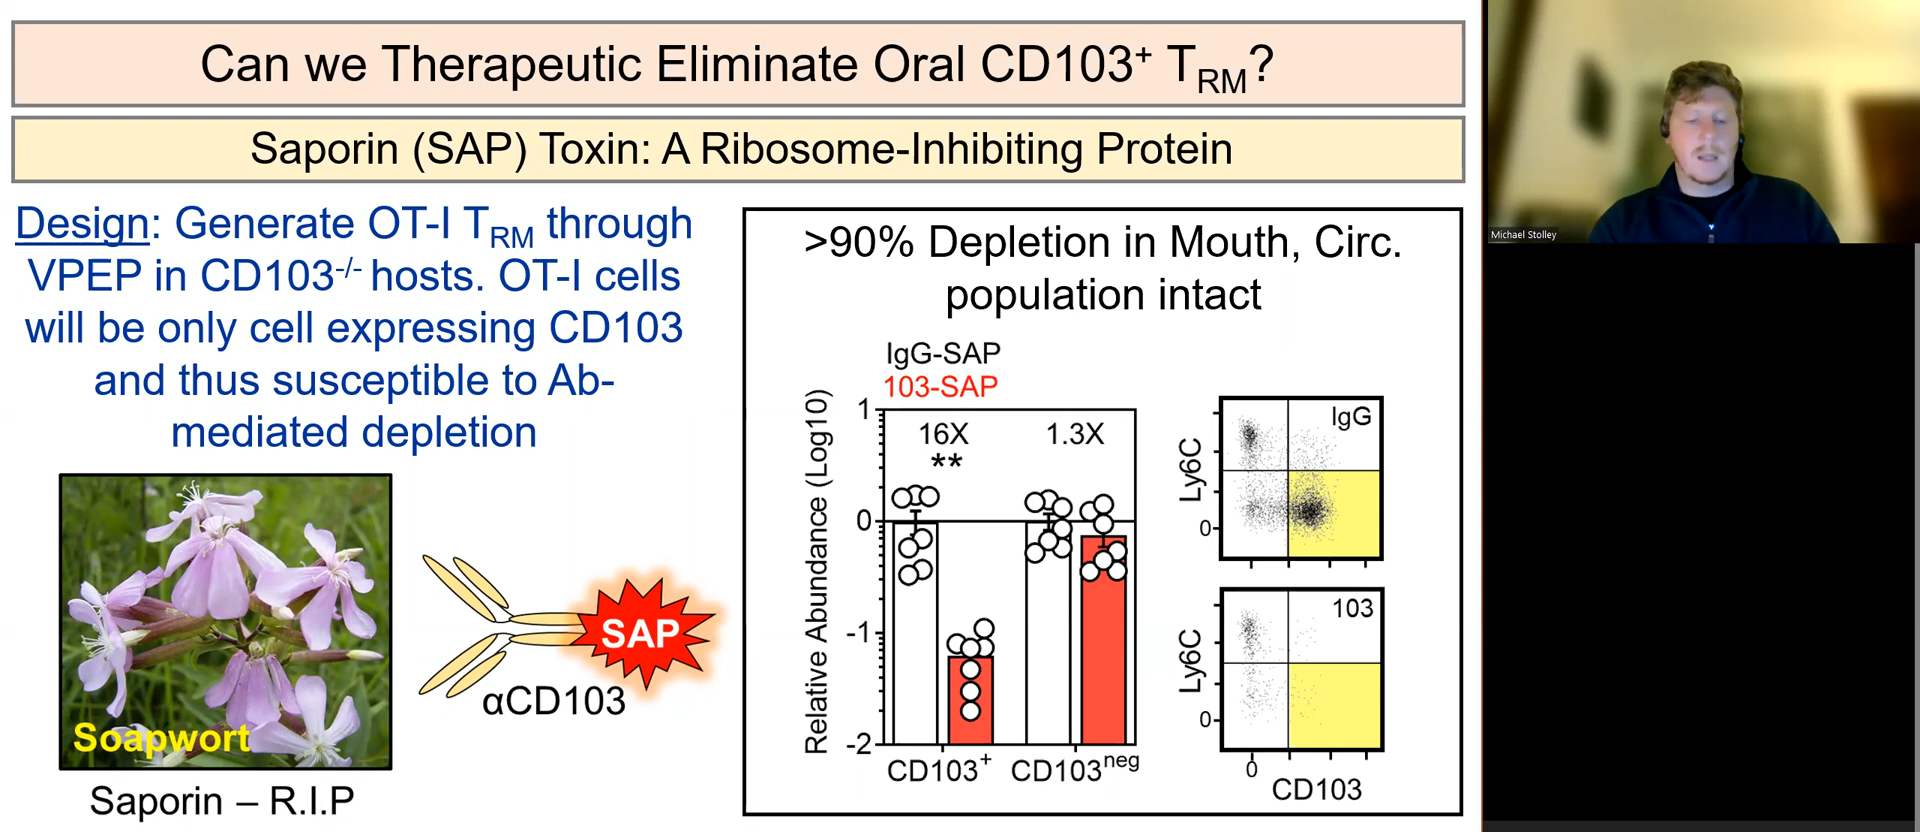 Can we Therapeutic Eliminate Oral CD103+ TRM?
Saporin (SAP) Toxin: A Ribosome-Inhibiting Protein
Design: Generate OT-I TRM through
VPEP in CD103-/- hosts. OT-I cells
will be only cell expressing CD103
and thus susceptible to Ab-
mediated depletion
Soapwort
Saporin – R.I.P
SAP
αCD103
>90% Depletion in Mouth, Circ.
population intact
IgG-SAP
103-SAP
Relative Abundance (Log10)
1
0
-1
-2
16X
**
1.3X
CD103+
CD103neg
IgG
Ly6C
0
103
Ly6C
0
0
CD103
Michael Stolley